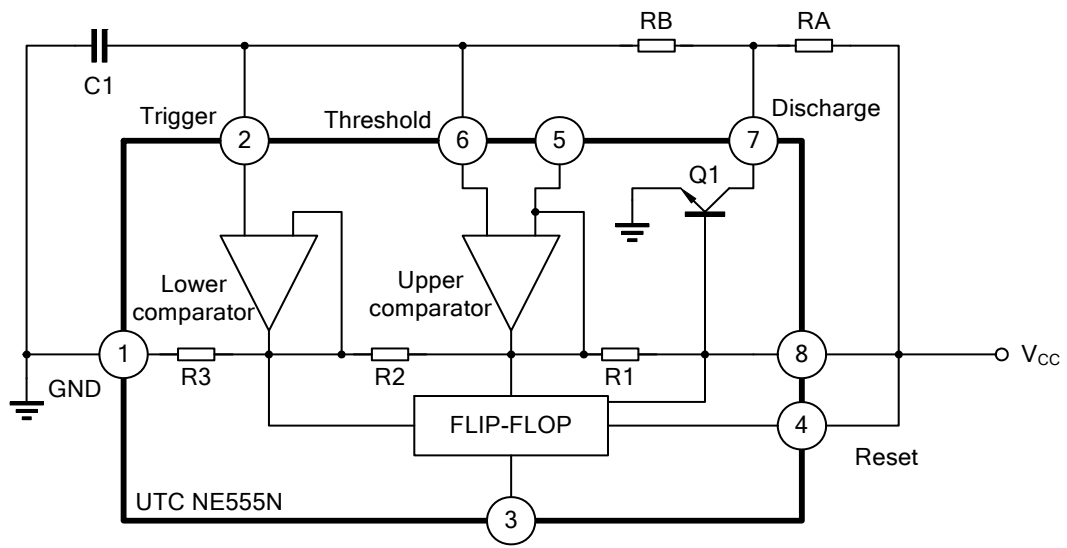 RB
RA
C1
Trigger
Threshold
Discharge
2
6
5
7
Q1
Lower
comparator
Upper
comparator
1
R3
R2
R1
8
VCC
GND
FLIP-FLOP
4
Reset
UTC NE555N
3